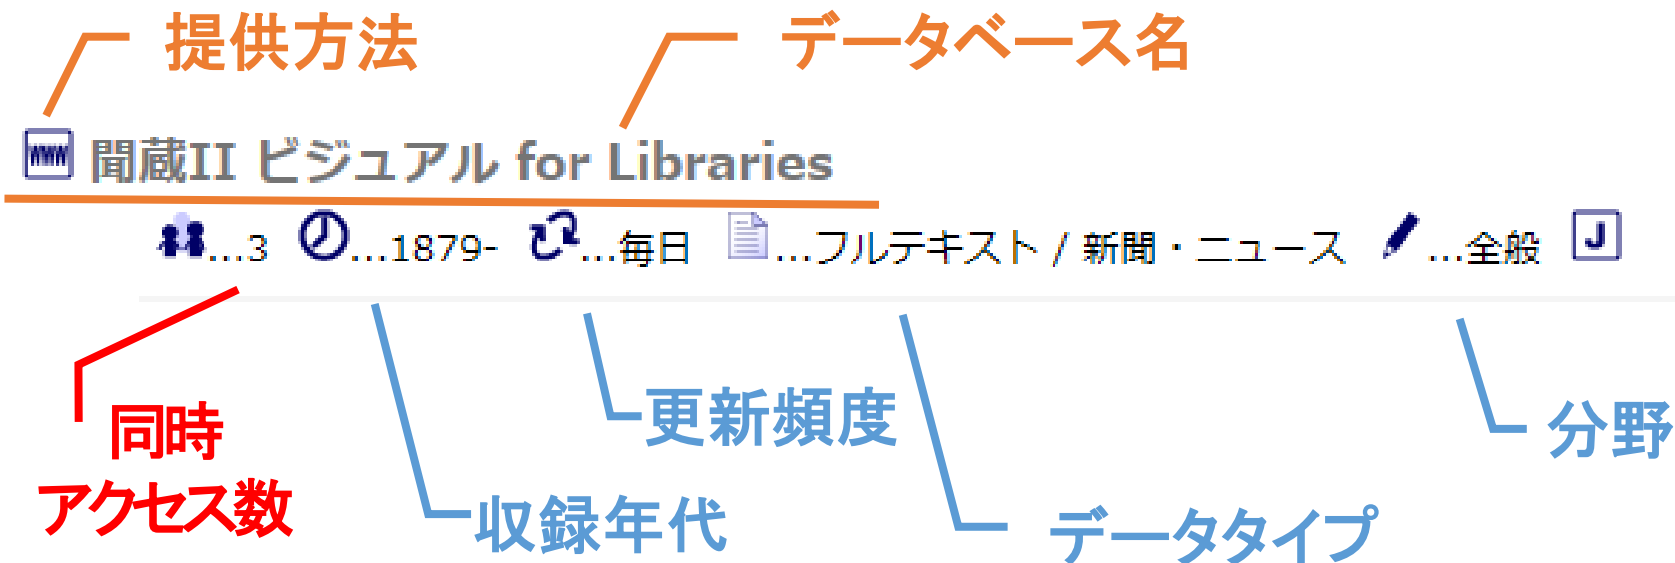 提供方法 データベース名
www 聞蔵II ビジュアル for Libraries
...3 ...1879- ...毎日 ...フルテキスト / 新聞・ニュース ...全般 J
同時
アクセス数
更新頻度
分野
収録年代
データタイプ